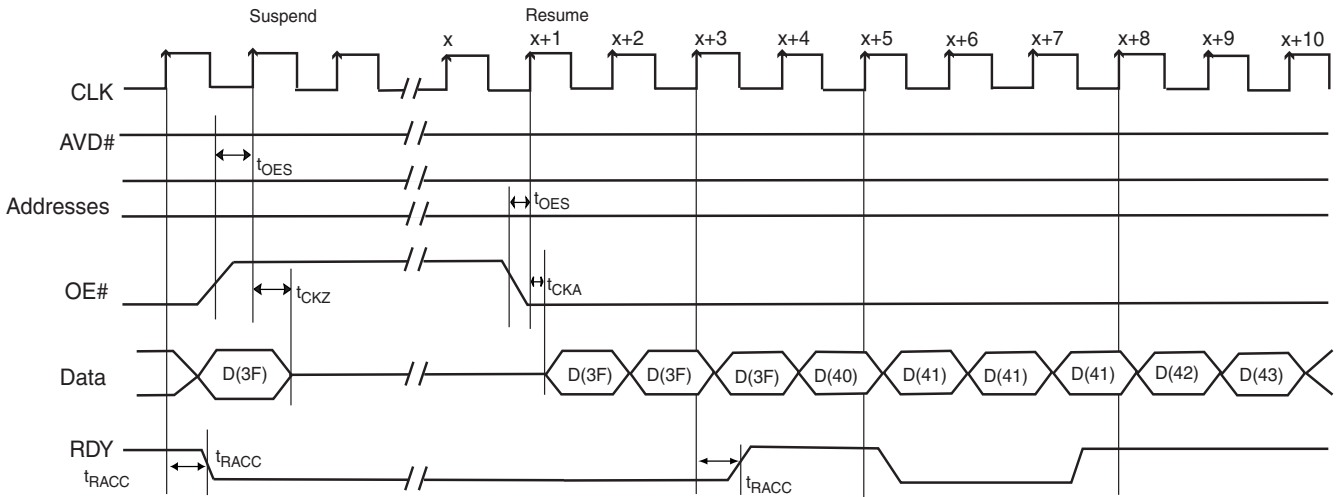 Suspend Resume
x x+1 x+2 x+3 x+4 x+5 x+6 x+7 x+8 x+9 x+10
CLK
AVD#
tOES
Addresses
tOES
OE#
tCKZ
tCKA
Data
D(3F) D(3F) D(3F) D(3F) D(40) D(41) D(41) D(41) D(42) D(43)
RDY
tRACC
tRACC
tRACC